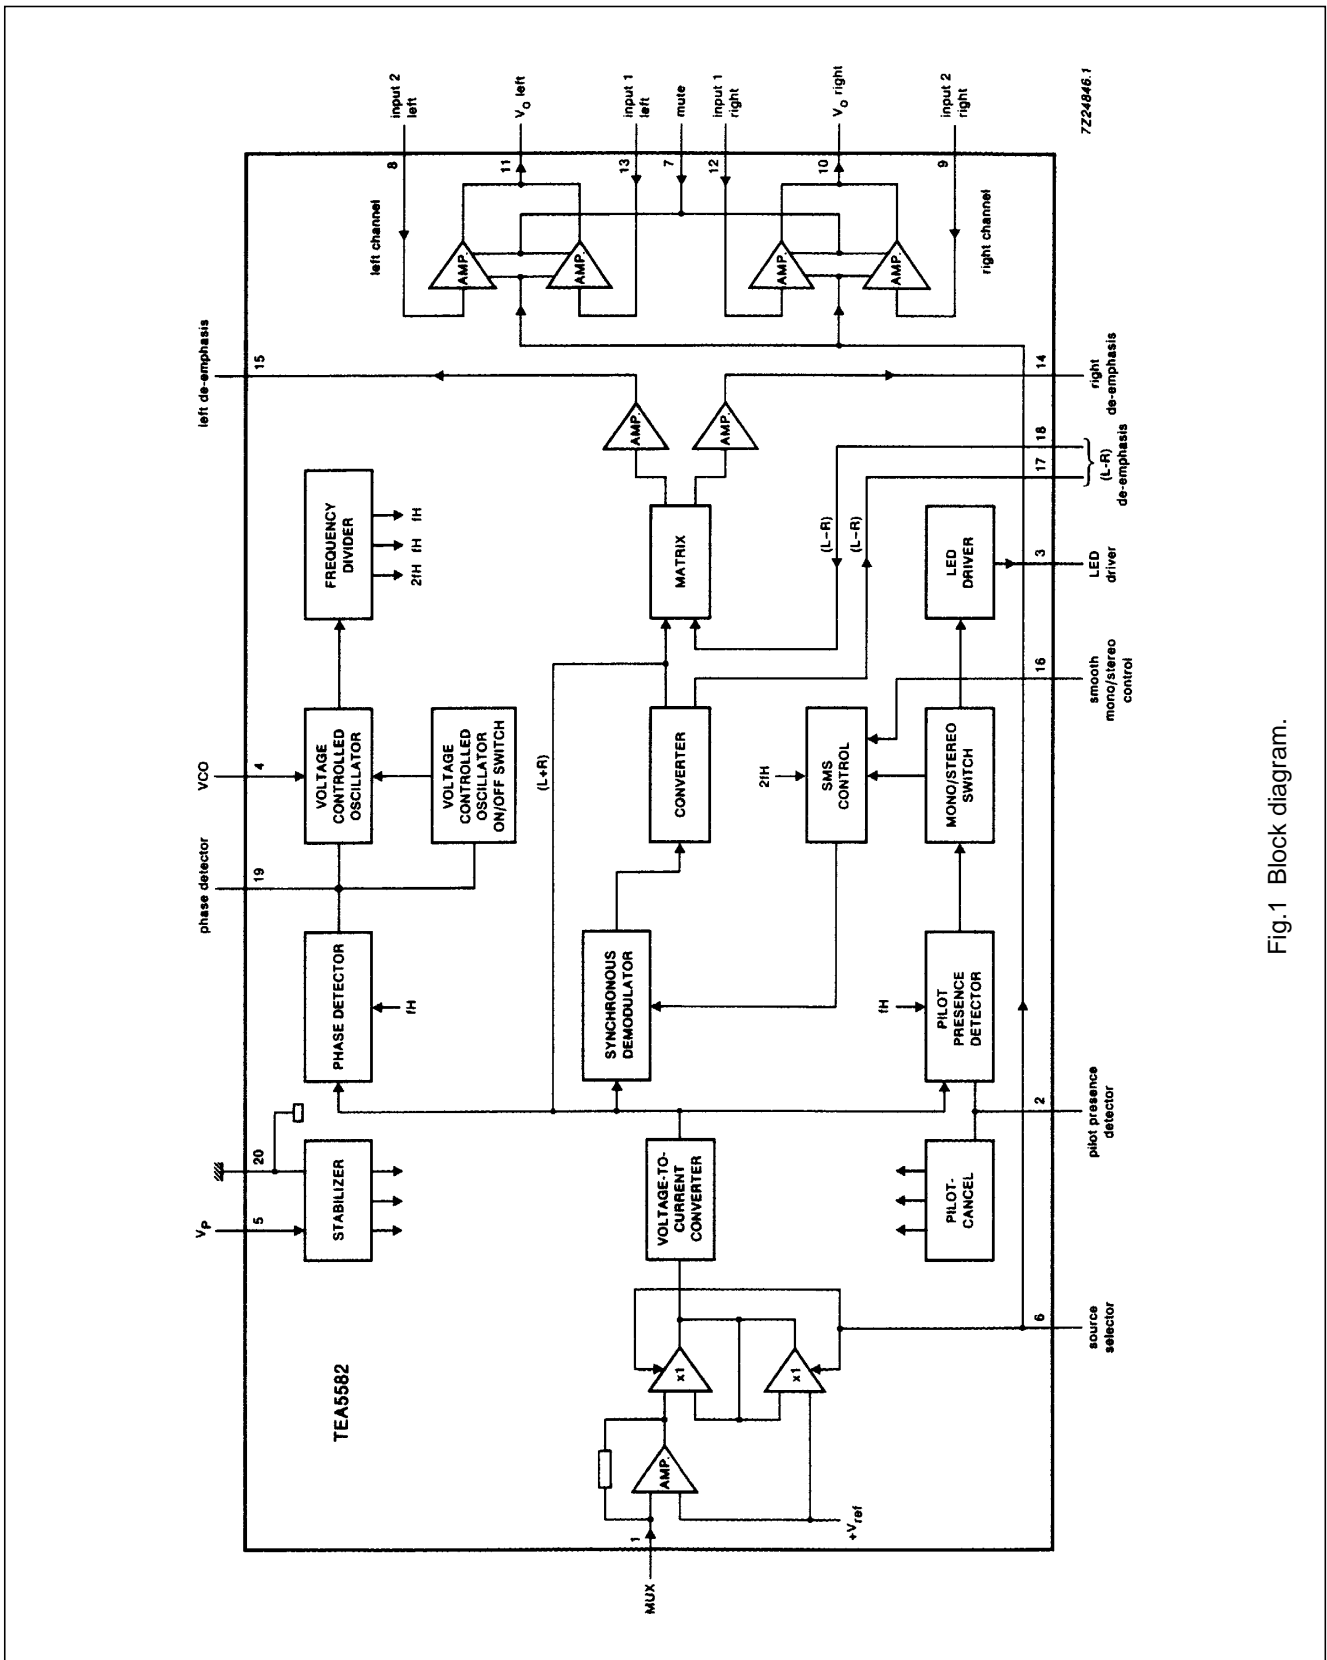 TEA5582
MUX
1
AMP.
+Vref
x1
x1
source
selector
6
VP
5
20
STABILIZER
VOLTAGE-TO-
CURRENT
CONVERTER
PILOT-
CANCEL
pilot presence
detector
2
phase detector
19
PHASE DETECTOR
fH
SYNCHRONOUS
DEMODULATOR
fH
PILOT
PRESENCE
DETECTOR
(L+R)
VCO
4
VOLTAGE
CONTROLLED
OSCILLATOR
VOLTAGE
CONTROLLED
OSCILLATOR
ON/OFF SWITCH
CONVERTER
2fH
SMS
CONTROL
MONO/STEREO
SWITCH
16
smooth
mono/stereo
control
FREQUENCY
DIVIDER
2fH
fH
fH
MATRIX
(L−R)
(L−R)
LED
DRIVER
3
LED
driver
17
18
(L-R)
de-emphasis
left de-emphasis
15
AMP.
AMP.
14
right
de-emphasis
input 2
left
8
left channel
AMP.
AMP.
VO left
11
input 1
left
13
mute
7
input 1
right
12
AMP.
AMP.
VO right
10
input 2
right
9
right channel
7Z24846.1
Fig.1 Block diagram.